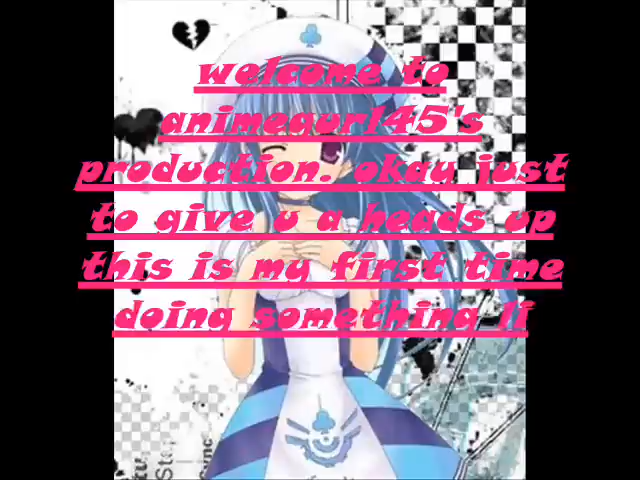 welcome to
animegurl45's
production. okay just
to give u a heads up
this is my first time
doing something li